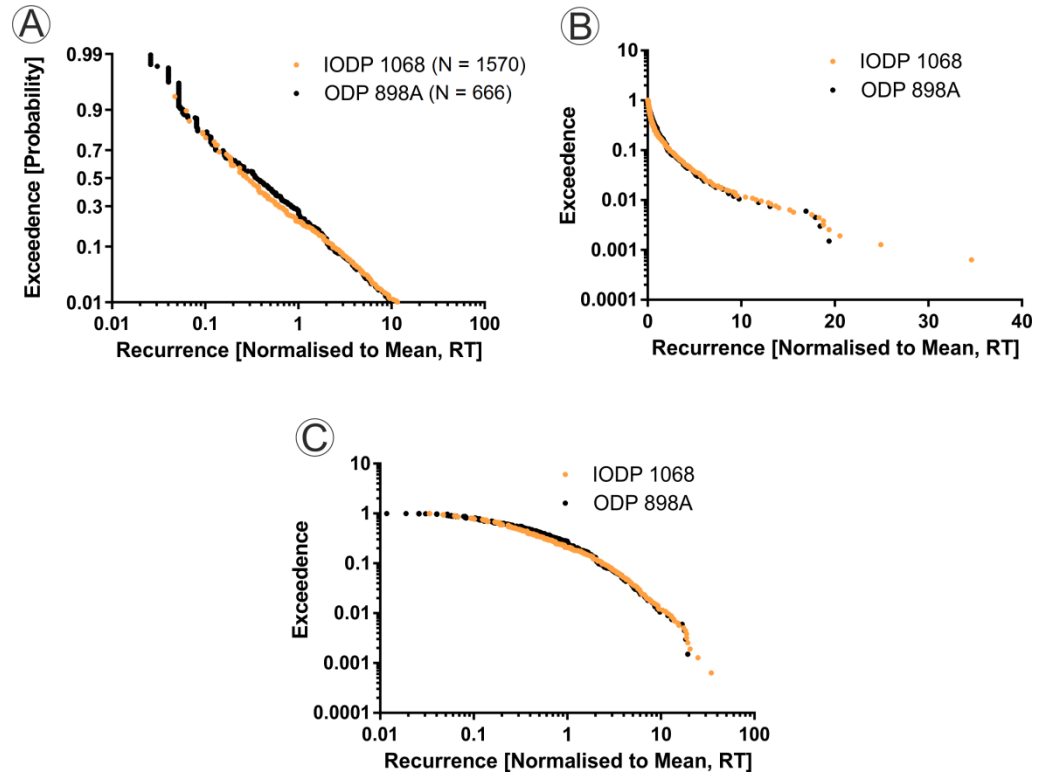 A
IODP 1068 (N = 1570)
ODP 898A (N = 666)
Exceedence [Probability]
0.99
0.9
0.7
0.5
0.3
0.1
0.01
0.01 0.1 1 10 100
Recurrence [Normalised to Mean, RT]
B
IODP 1068
ODP 898A
Exceedence
10
1
0.1
0.01
0.001
0.0001
0 10 20 30 40
Recurrence [Normalised to Mean, RT]
C
IODP 1068
ODP 898A
Exceedence
10
1
0.1
0.01
0.001
0.0001
0.01 0.1 1 10 100
Recurrence [Normalised to Mean, RT]